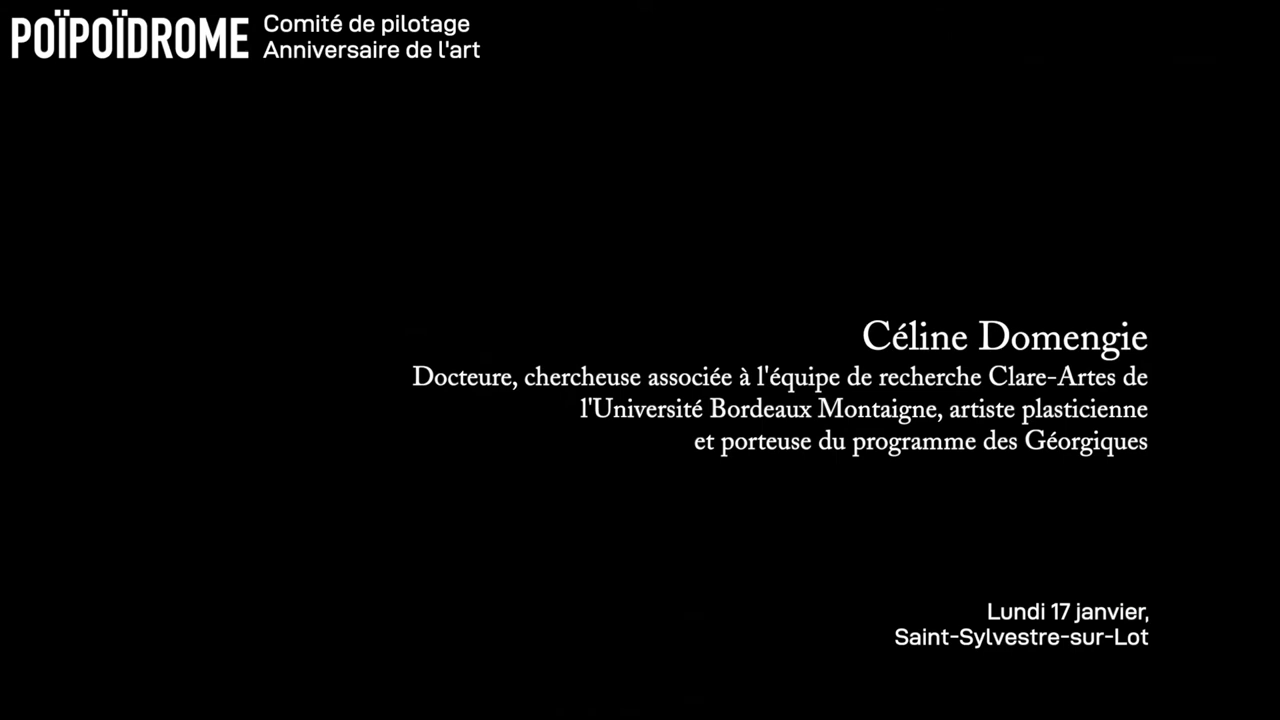 POÏPOÏDROME
Comité de pilotage
Anniversaire de l'art
Céline Domengie
Docteure, chercheuse associée à l'équipe de recherche Clare-Artes de
l'Université Bordeaux Montaigne, artiste plasticienne
et porteuse du programme des Géorgiques
Lundi 17 janvier,
Saint-Sylvestre-sur-Lot